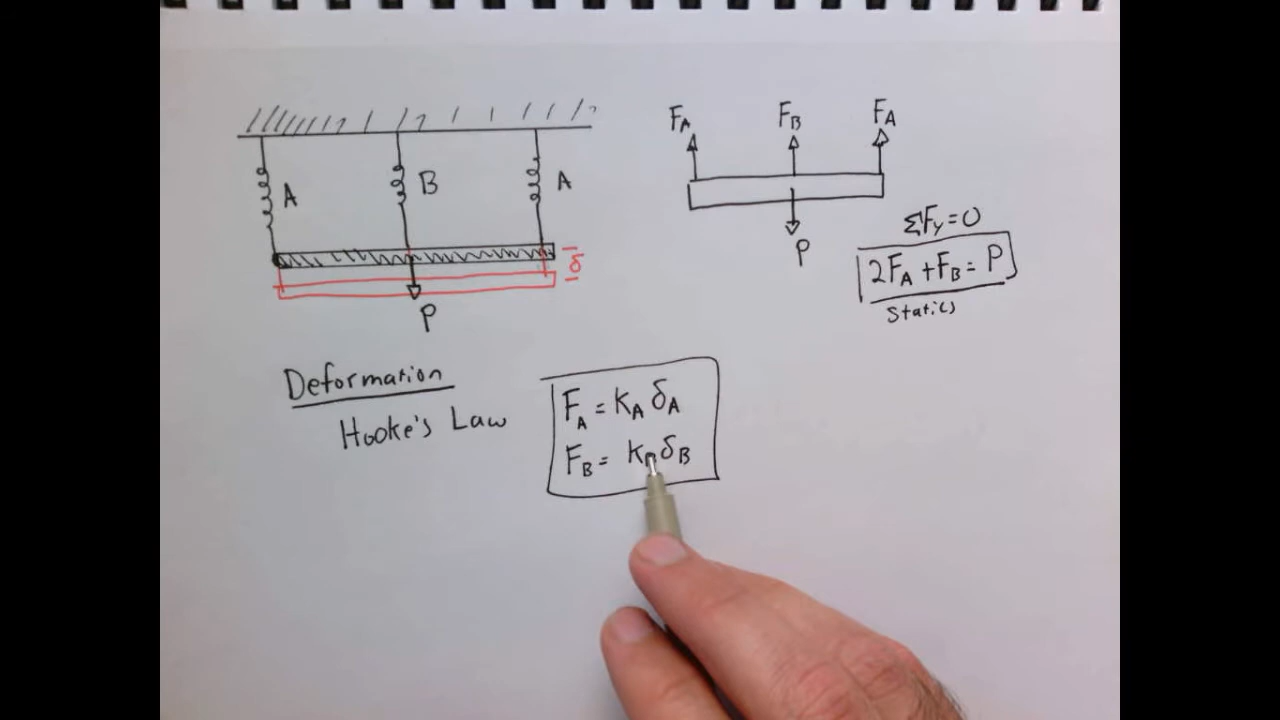 F_A F_B F_A
A B A
δ
P
P
ΣF_y = 0
2F_A + F_B = P
Statics
Deformation
Hooke's Law
F_A = k_A δ_A
F_B = k_B δ_B